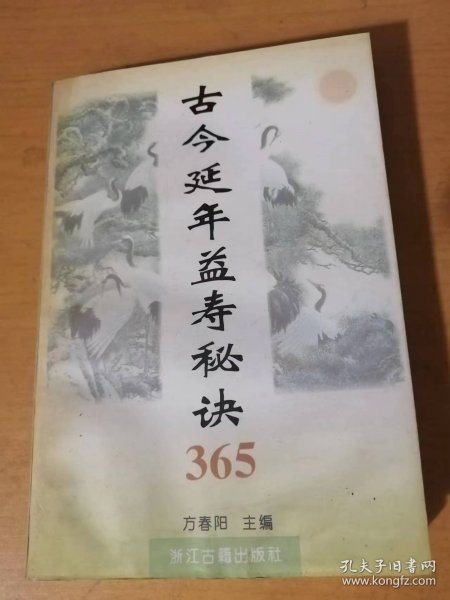 古今延年益寿秘诀
365
方春阳 主编
浙江古籍出版社
孔夫子旧书网
www.kongfz.com